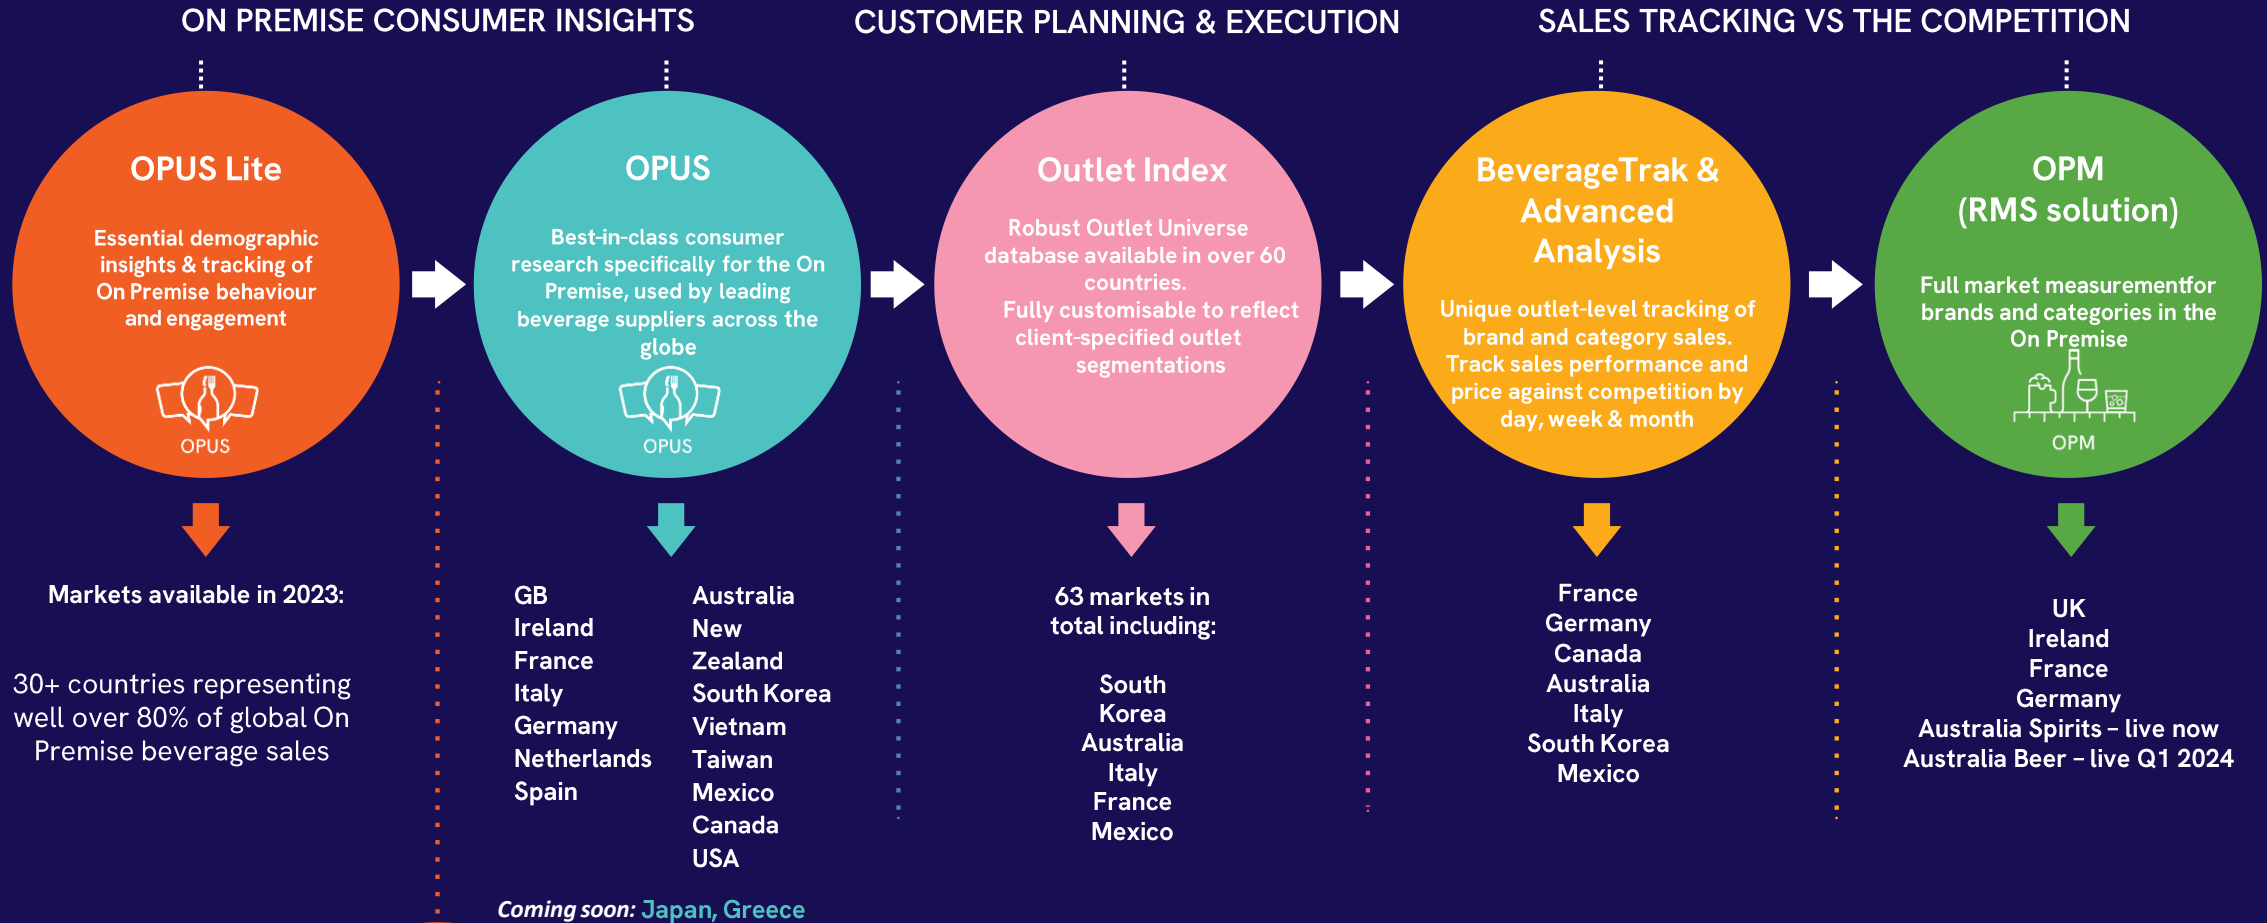 ON PREMISE CONSUMER INSIGHTS
CUSTOMER PLANNING & EXECUTION
SALES TRACKING VS THE COMPETITION
OPUS Lite
Essential demographic
insights & tracking of
On Premise behaviour
and engagement
OPUS
OPUS
Best-in-class consumer
research specifically for the On
Premise, used by leading
beverage suppliers across the
globe
OPUS
Outlet Index
Robust Outlet Universe
database available in over 60
countries.
Fully customisable to reflect
client-specified outlet
segmentations
BeverageTrak &
Advanced
Analysis
Unique outlet-level tracking of
brand and category sales.
Track sales performance and
price against competition by
day, week & month
OPM
(RMS solution)
Full market measurementfor
brands and categories in the
On Premise
OPM
Markets available in 2023:
30+ countries representing
well over 80% of global On
Premise beverage sales
GB
Ireland
France
Italy
Germany
Netherlands
Spain
Australia
New
Zealand
South Korea
Vietnam
Taiwan
Mexico
Canada
USA
Coming soon: Japan, Greece
63 markets in
total including:
South
Korea
Australia
Italy
France
Mexico
France
Germany
Canada
Australia
Italy
South Korea
Mexico
UK
Ireland
France
Germany
Australia Spirits – live now
Australia Beer – live Q1 2024